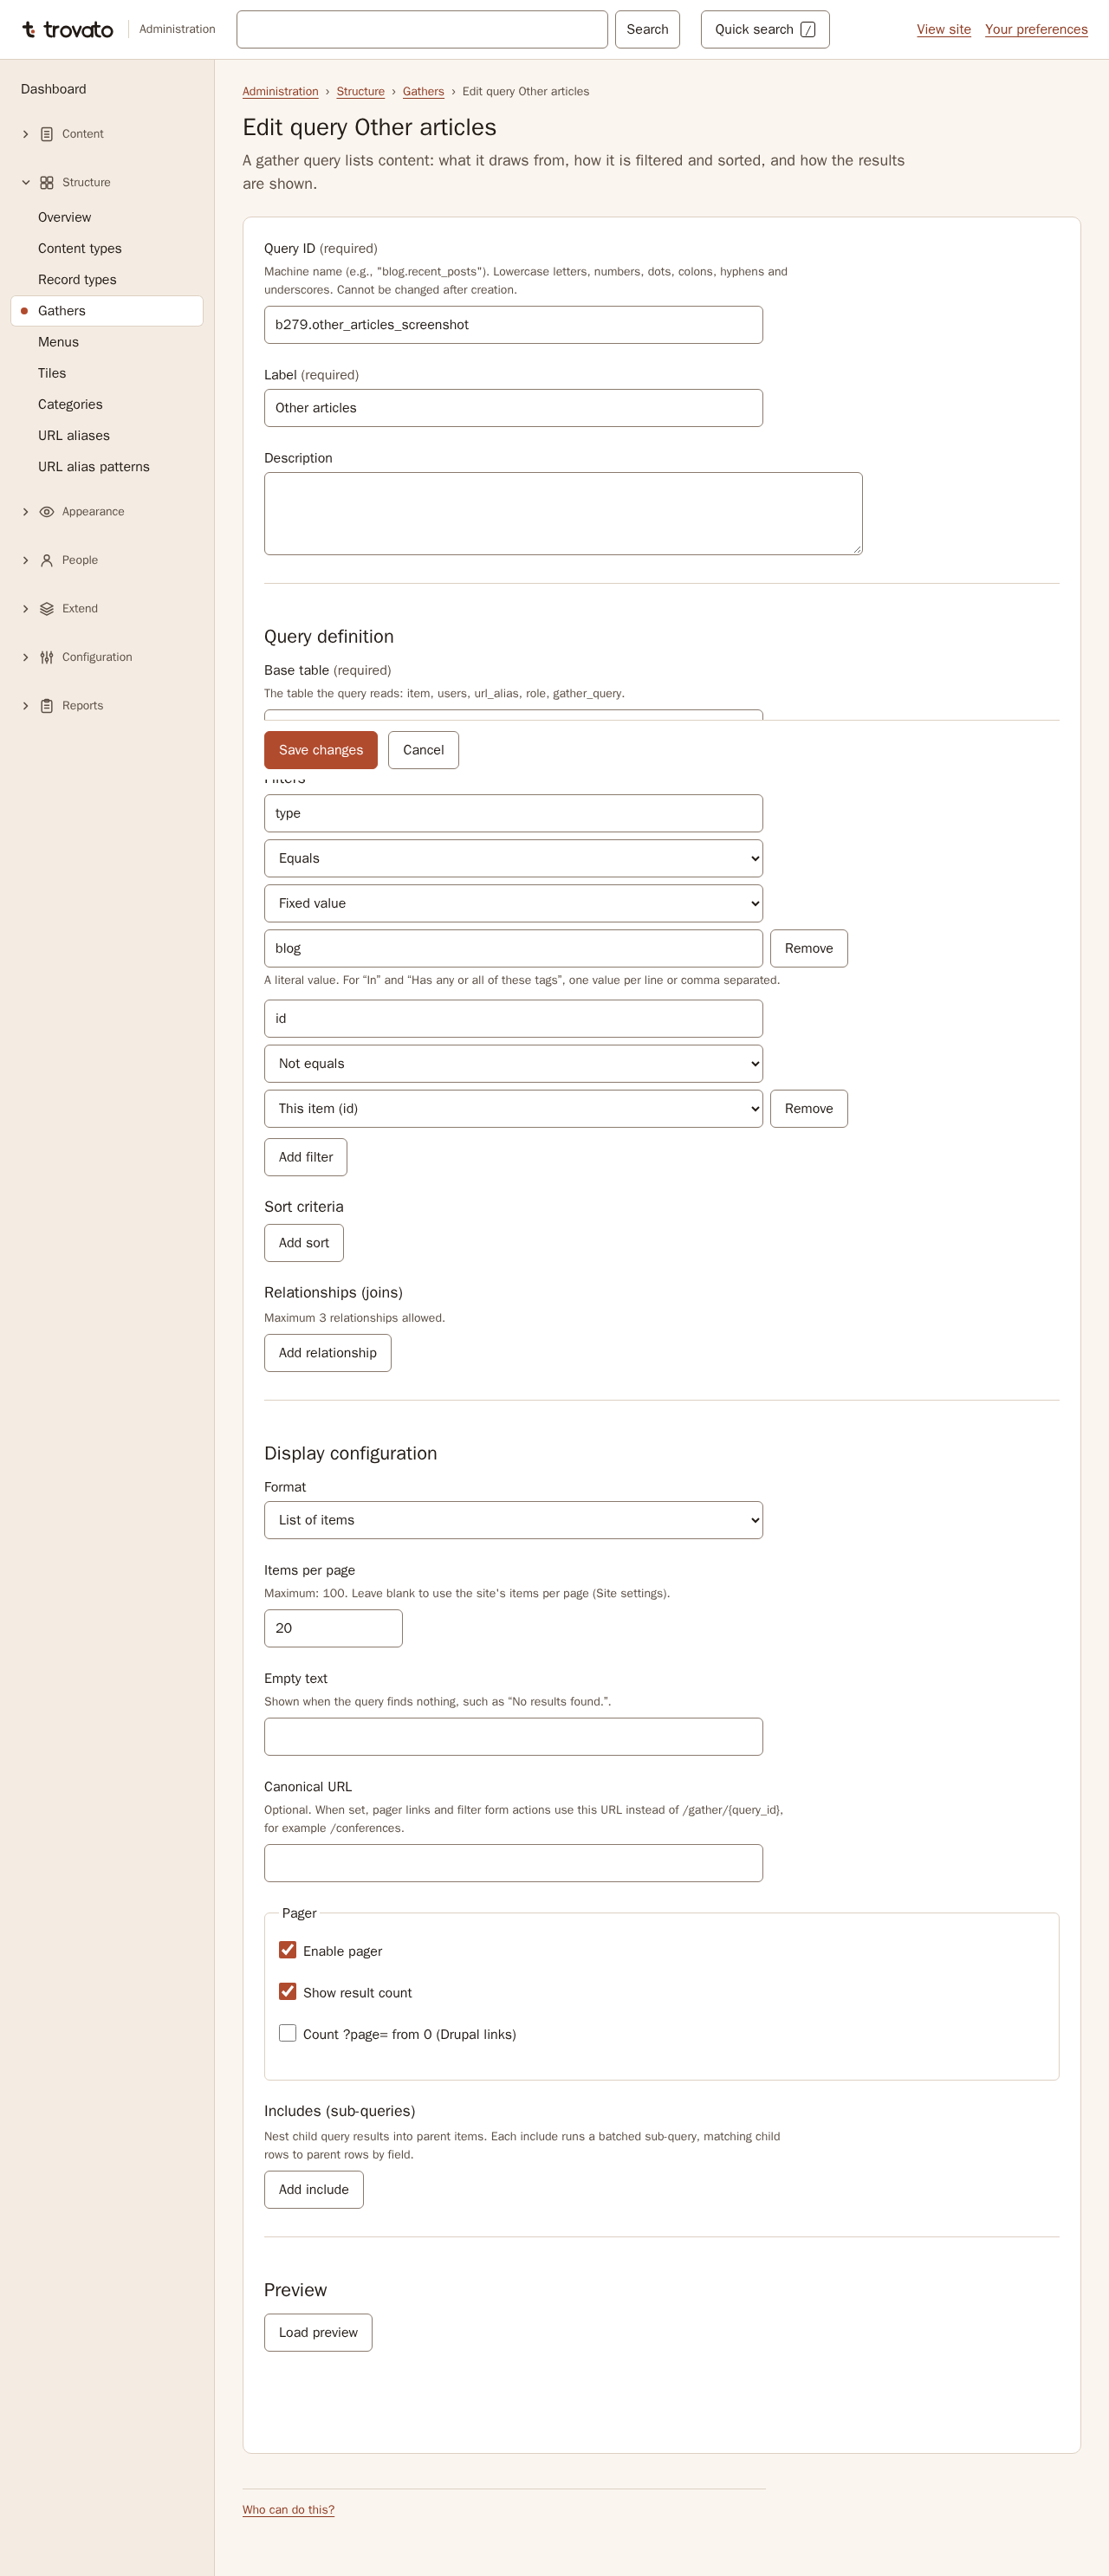 trovato
Administration
Search
Quick search /
View site
Your preferences
Dashboard
Content
Structure
Overview
Content types
Record types
Gathers
Menus
Tiles
Categories
URL aliases
URL alias patterns
Appearance
People
Extend
Configuration
Reports
Administration › Structure › Gathers › Edit query Other articles
Edit query Other articles
A gather query lists content: what it draws from, how it is filtered and sorted, and how the results
are shown.
Query ID (required)
Machine name (e.g., "blog.recent_posts"). Lowercase letters, numbers, dots, colons, hyphens and
underscores. Cannot be changed after creation.
b279.other_articles_screenshot
Label (required)
Other articles
Description
Query definition
Base table (required)
The table the query reads: item, users, url_alias, role, gather_query.
Save changes
Cancel
Filters
type
Equals
Fixed value
blog
Remove
A literal value. For “In” and “Has any or all of these tags”, one value per line or comma separated.
id
Not equals
This item (id)
Remove
Add filter
Sort criteria
Add sort
Relationships (joins)
Maximum 3 relationships allowed.
Add relationship
Display configuration
Format
List of items
Items per page
Maximum: 100. Leave blank to use the site's items per page (Site settings).
20
Empty text
Shown when the query finds nothing, such as “No results found.”.
Canonical URL
Optional. When set, pager links and filter form actions use this URL instead of /gather/{query_id},
for example /conferences.
Pager
Enable pager
Show result count
Count ?page= from 0 (Drupal links)
Includes (sub-queries)
Nest child query results into parent items. Each include runs a batched sub-query, matching child
rows to parent rows by field.
Add include
Preview
Load preview
Who can do this?